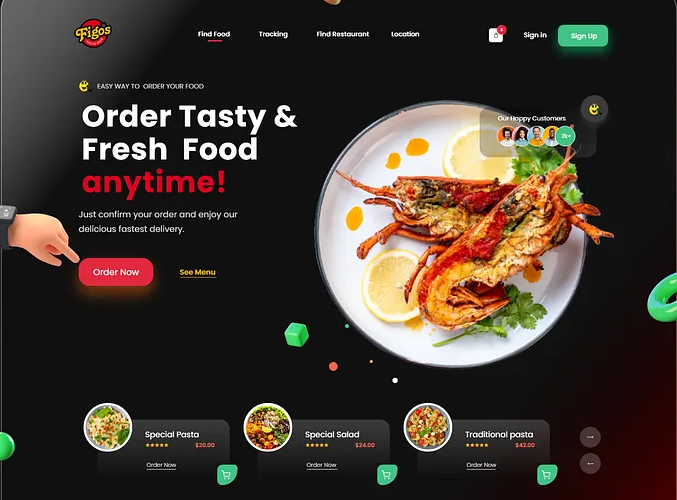 Figos
Find Food
Tracking
Find Restaurant
Location
Sign in
Sign Up
EASY WAY TO ORDER YOUR FOOD
Order Tasty &
Fresh Food
anytime!
Just confirm your order and enjoy our
delicious fastest delivery.
Order Now
See Menu
Our Happy Customers
2k+
Special Pasta
$20.00
Order Now
Special Salad
$24.00
Order Now
Traditional pasta
$42.00
Order Now